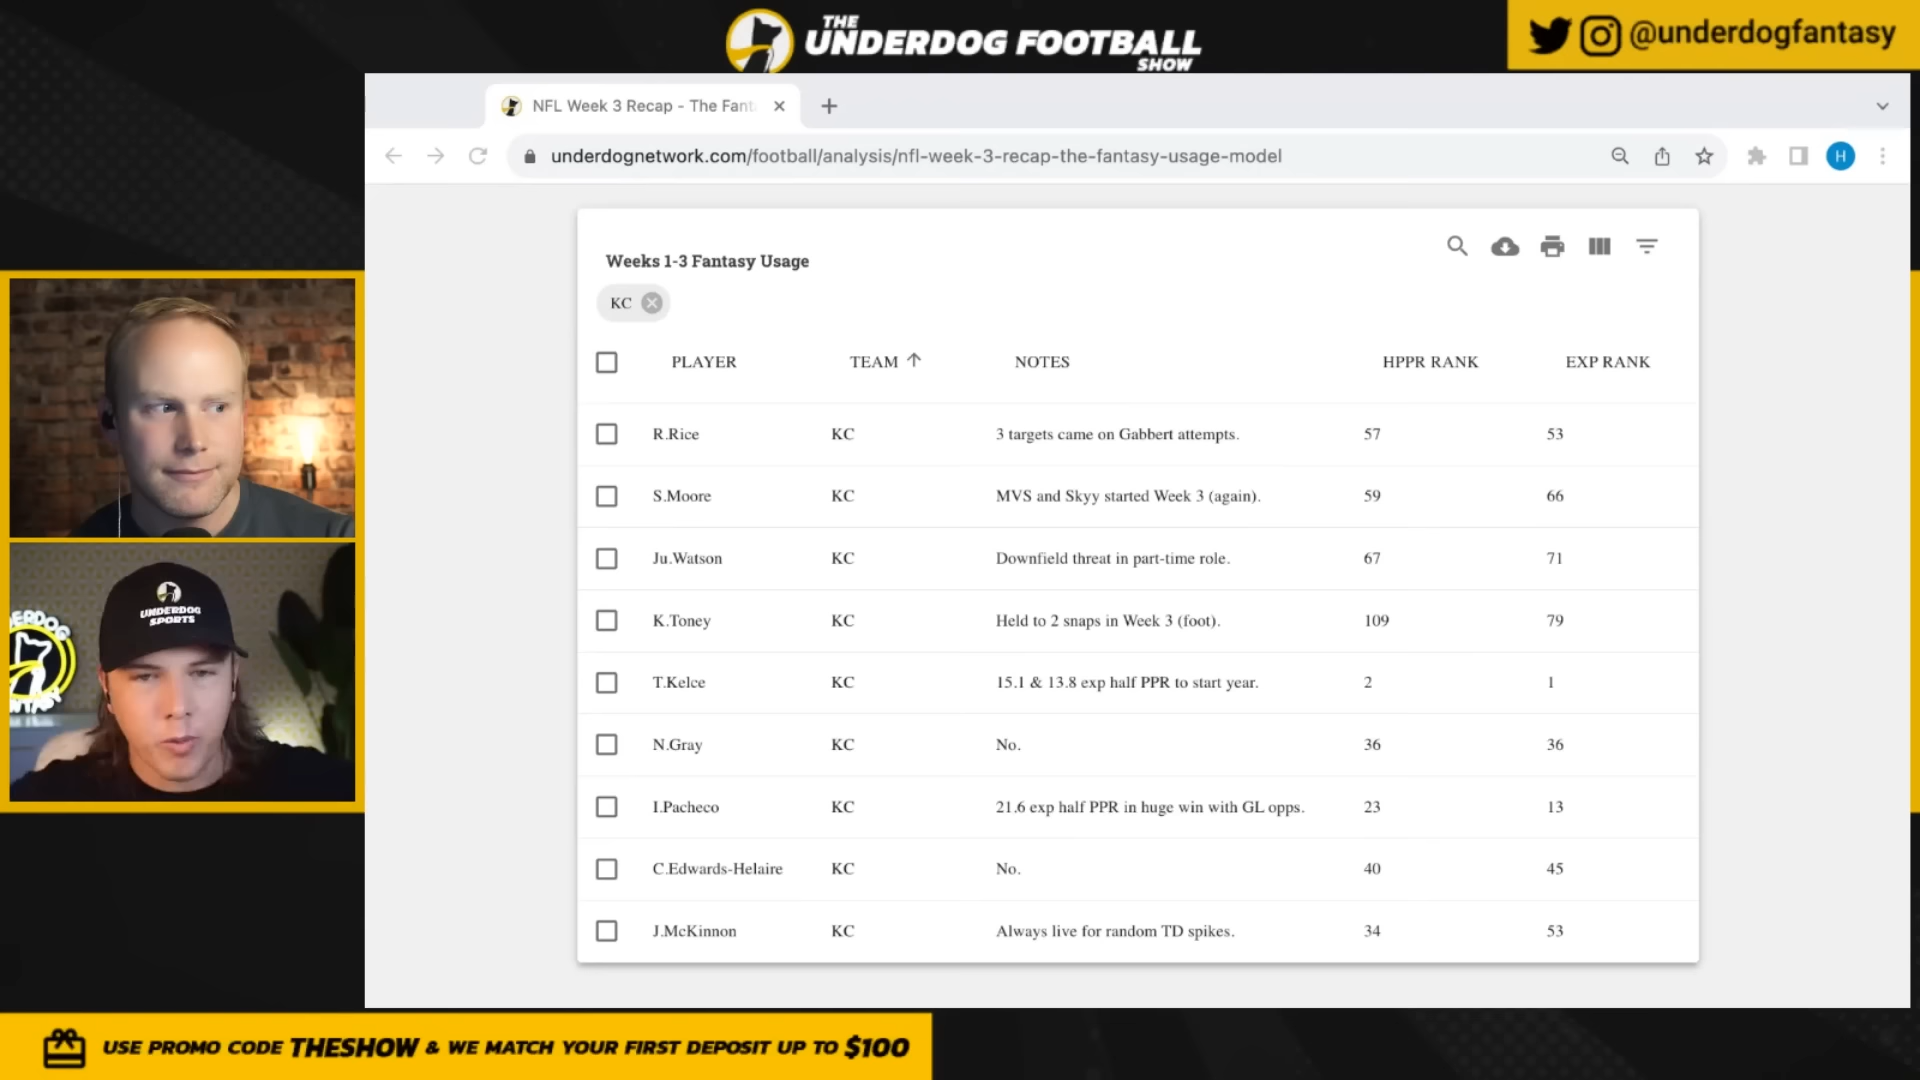 THE
UNDERDOG FOOTBALL
SHOW
@underdogfantasy
NFL Week 3 Recap - The Fant
underdognetwork.com/football/analysis/nfl-week-3-recap-the-fantasy-usage-model
H
Weeks 1-3 Fantasy Usage
KC
PLAYER TEAM NOTES HPPR RANK EXP RANK
R.Rice KC 3 targets came on Gabbert attempts. 57 53
S.Moore KC MVS and Skyy started Week 3 (again). 59 66
Ju.Watson KC Downfield threat in part-time role. 67 71
K.Toney KC Held to 2 snaps in Week 3 (foot). 109 79
T.Kelce KC 15.1 & 13.8 exp half PPR to start year. 2 1
N.Gray KC No. 36 36
I.Pacheco KC 21.6 exp half PPR in huge win with GL opps. 23 13
C.Edwards-Helaire KC No. 40 45
J.McKinnon KC Always live for random TD spikes. 34 53
UNDERDOG
SPORTS
USE PROMO CODE THESHOW & WE MATCH YOUR FIRST DEPOSIT UP TO $100